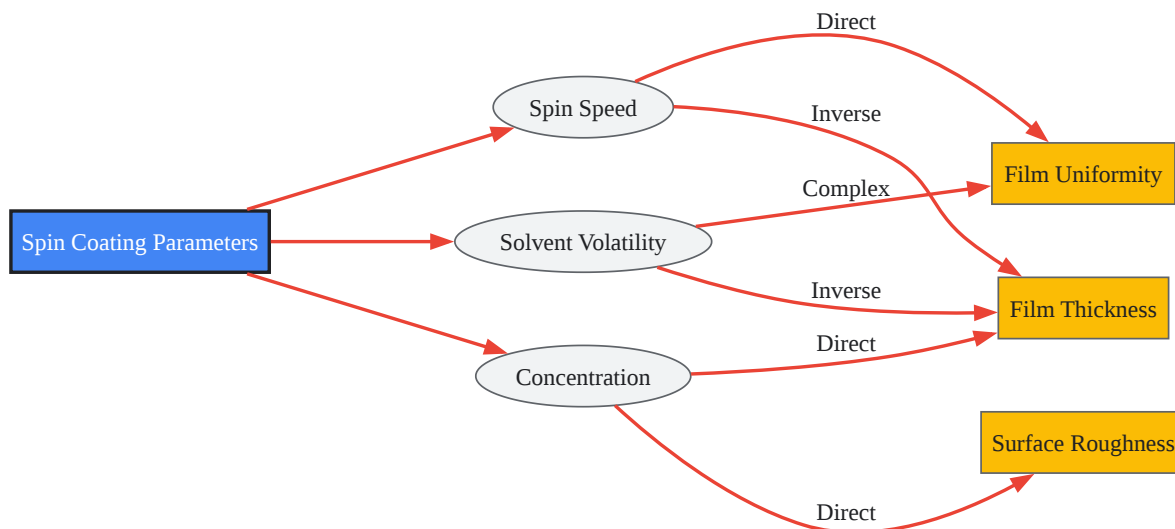 Direct
Spin Speed
Inverse
Film Uniformity
Complex
Spin Coating Parameters
Solvent Volatility
Inverse
Film Thickness
Direct
Concentration
Surface Roughness
Direct